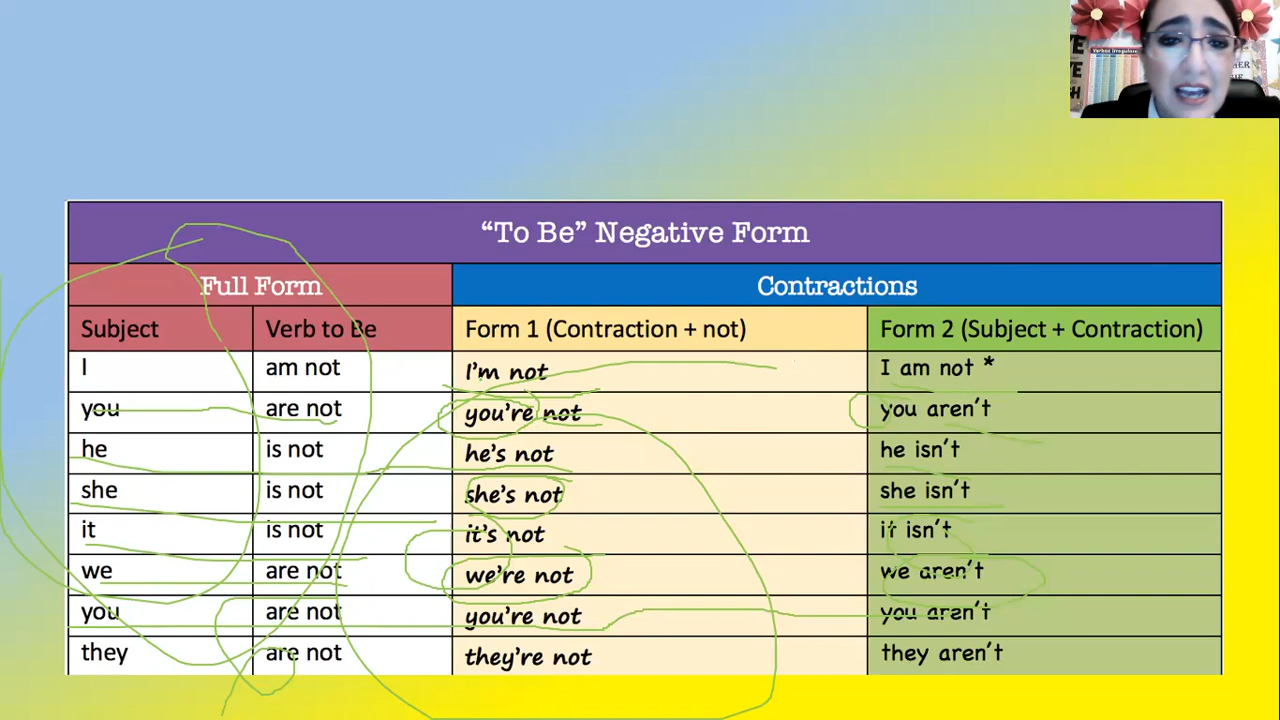 "To Be" Negative Form
Full Form Contractions
Subject Verb to Be Form 1 (Contraction + not) Form 2 (Subject + Contraction)
I am not I'm not I am not *
you are not you're not you aren't
he is not he's not he isn't
she is not she's not she isn't
it is not it's not it isn't
we are not we're not we aren't
you are not you're not you aren't
they are not they're not they aren't
Verbos Irregulares
HER